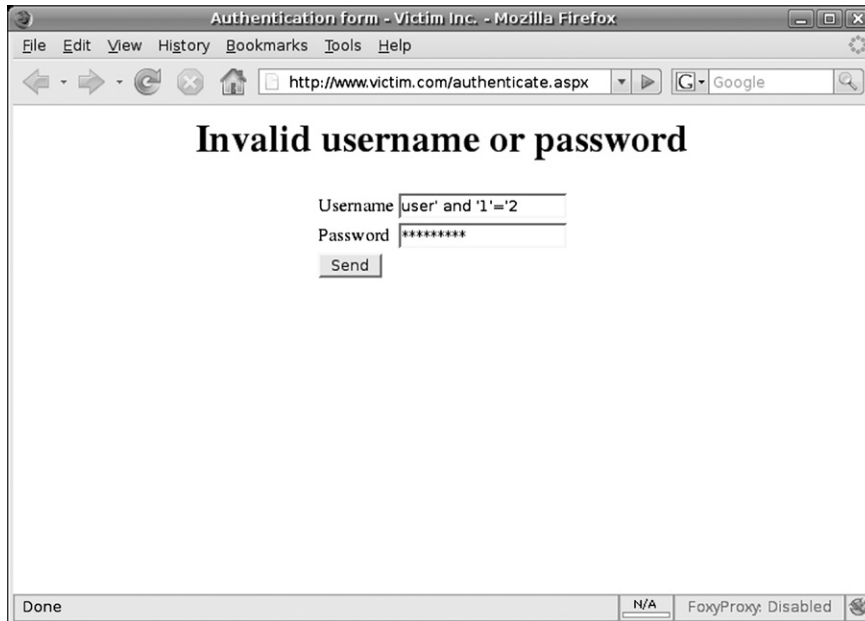 Authentication form - Victim Inc. - Mozilla Firefox
File Edit View History Bookmarks Tools Help
http://www.victim.com/authenticate.aspx G Google
Invalid username or password
Username user' and '1'='2
Password *********
Send
Done N/A FoxyProxy: Disabled